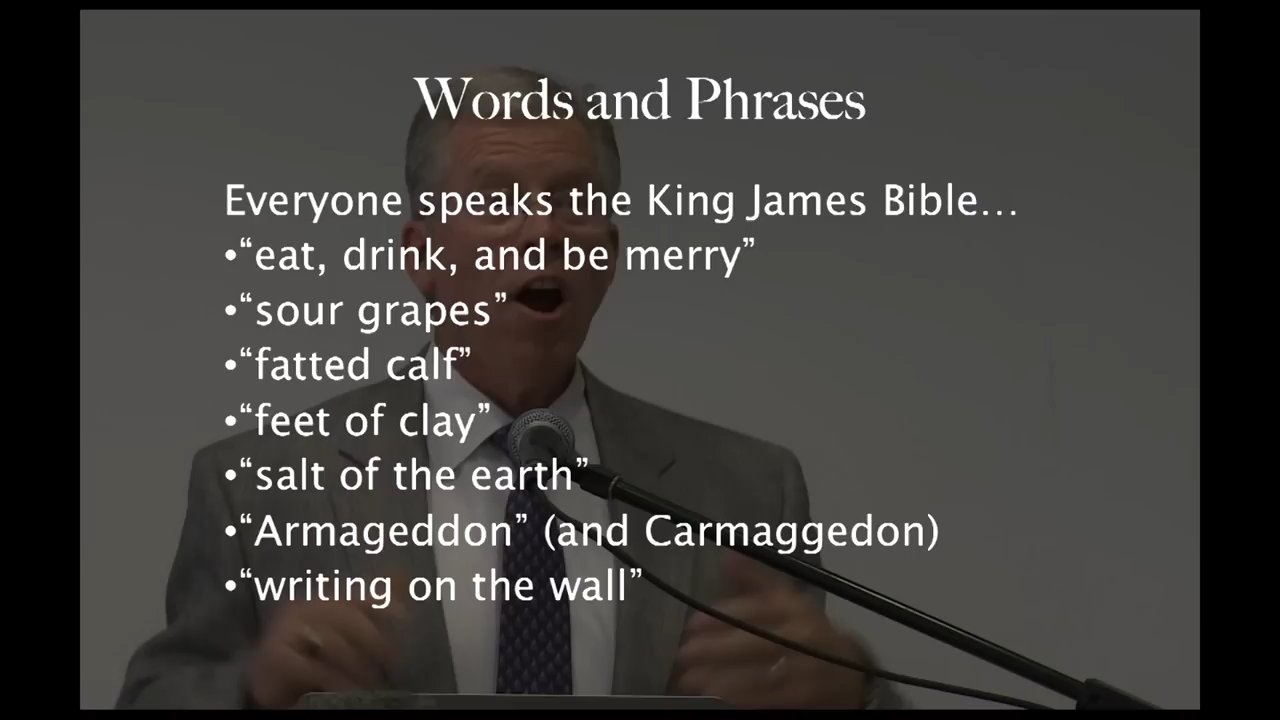 Words and Phrases
Everyone speaks the King James Bible…
•“eat, drink, and be merry”
•“sour grapes”
•“fatted calf”
•“feet of clay”
•“salt of the earth”
•“Armageddon” (and Carmaggedon)
•“writing on the wall”